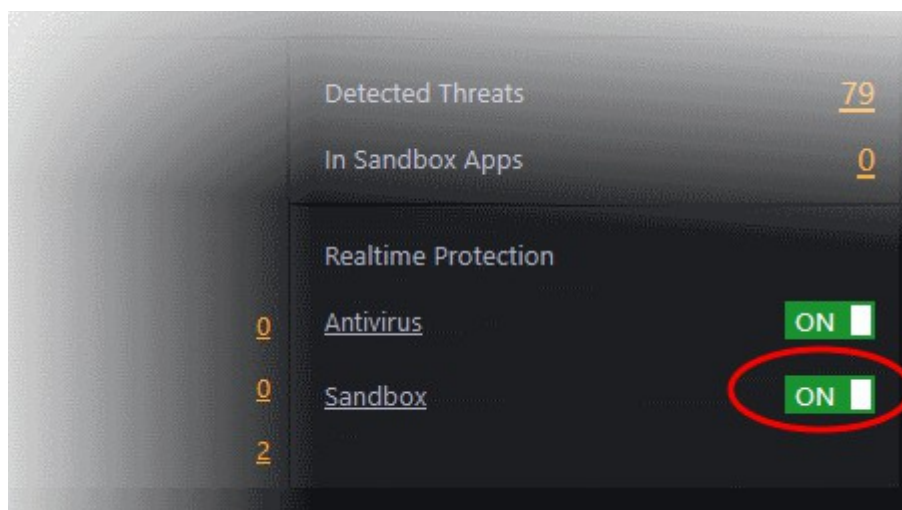 Detected Threats 79
In Sandbox Apps 0
Realtime Protection
0 Antivirus ON
0 Sandbox ON
2